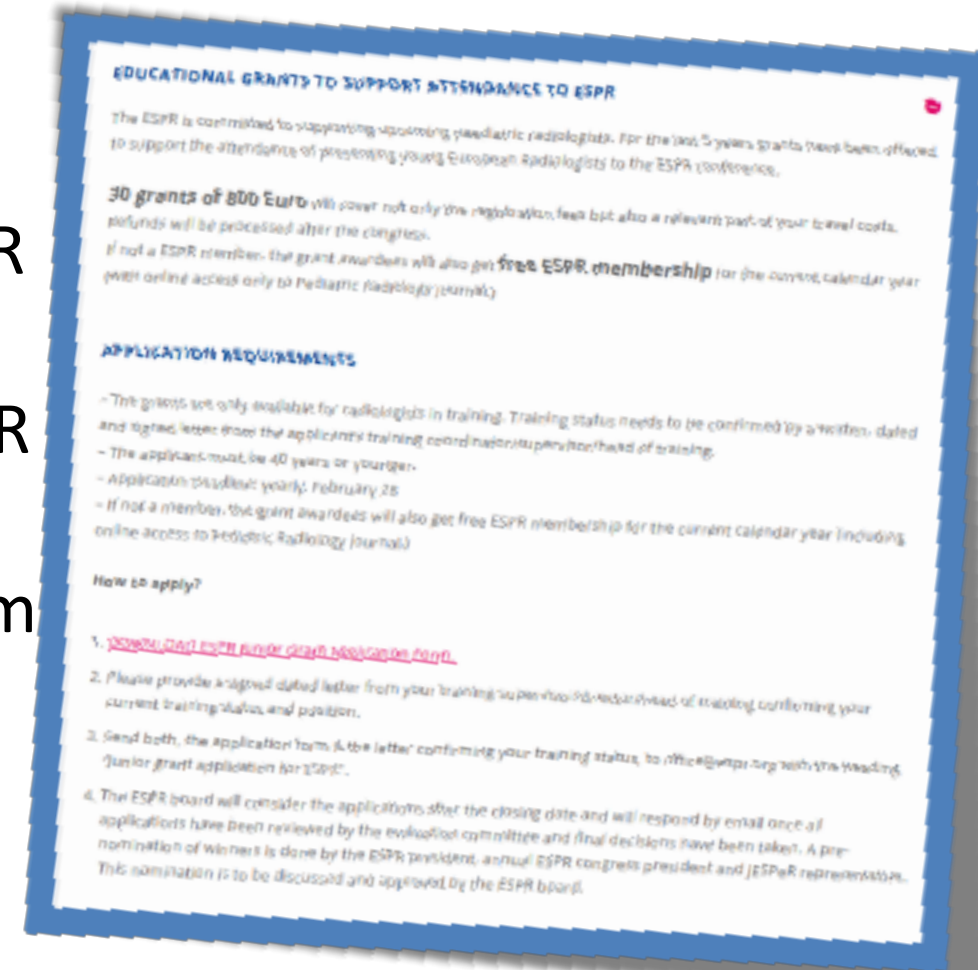 EDUCATIONAL GRANTS TO SUPPORT ATTENDANCE TO ESPR
The ESPR is committed to supporting upcoming paediatric radiologists. For the last 5 years grants have been offered
to support the attendance of presenting young European Radiologists to the ESPR conference.
30 grants of 800 Euro will cover not only the registration fees but also a relevant part of your travel costs.
Refunds will be processed after the congress.
If not a ESPR member, the grant awardees will also get free ESPR membership for the current calendar year
(with online access only to Pediatric Radiology journal.)
R
APPLICATION REQUIREMENTS
- The grants are only available for radiologists in training. Training status needs to be confirmed by a written, dated
and signed letter from the applicant's training coordinator/supervisor/head of training.
R
- The applicant must be 40 years or younger.
- Application deadline: yearly, February 28
- If not a member, the grant awardees will also get free ESPR membership for the current calendar year (including
online access to Pediatric Radiology journal.)
How to apply?
m
1. Download ESPR Junior Grant Application Form.
2. Please provide a signed dated letter from your training head of training confirming your
current training status and position.
3. Send both, the application form & the letter confirming your training status, to office@espr.org with the heading
"Junior grant application for ESPR".
4. The ESPR board will consider the applications after the closing date and will respond by email once all
applications have been reviewed by the evaluation committee and final decisions have been taken. A pre-
nomination of winners is done by the ESPR president, annual ESPR congress president and JESPeR representative.
This nomination is to be discussed and approved by the ESPR board.